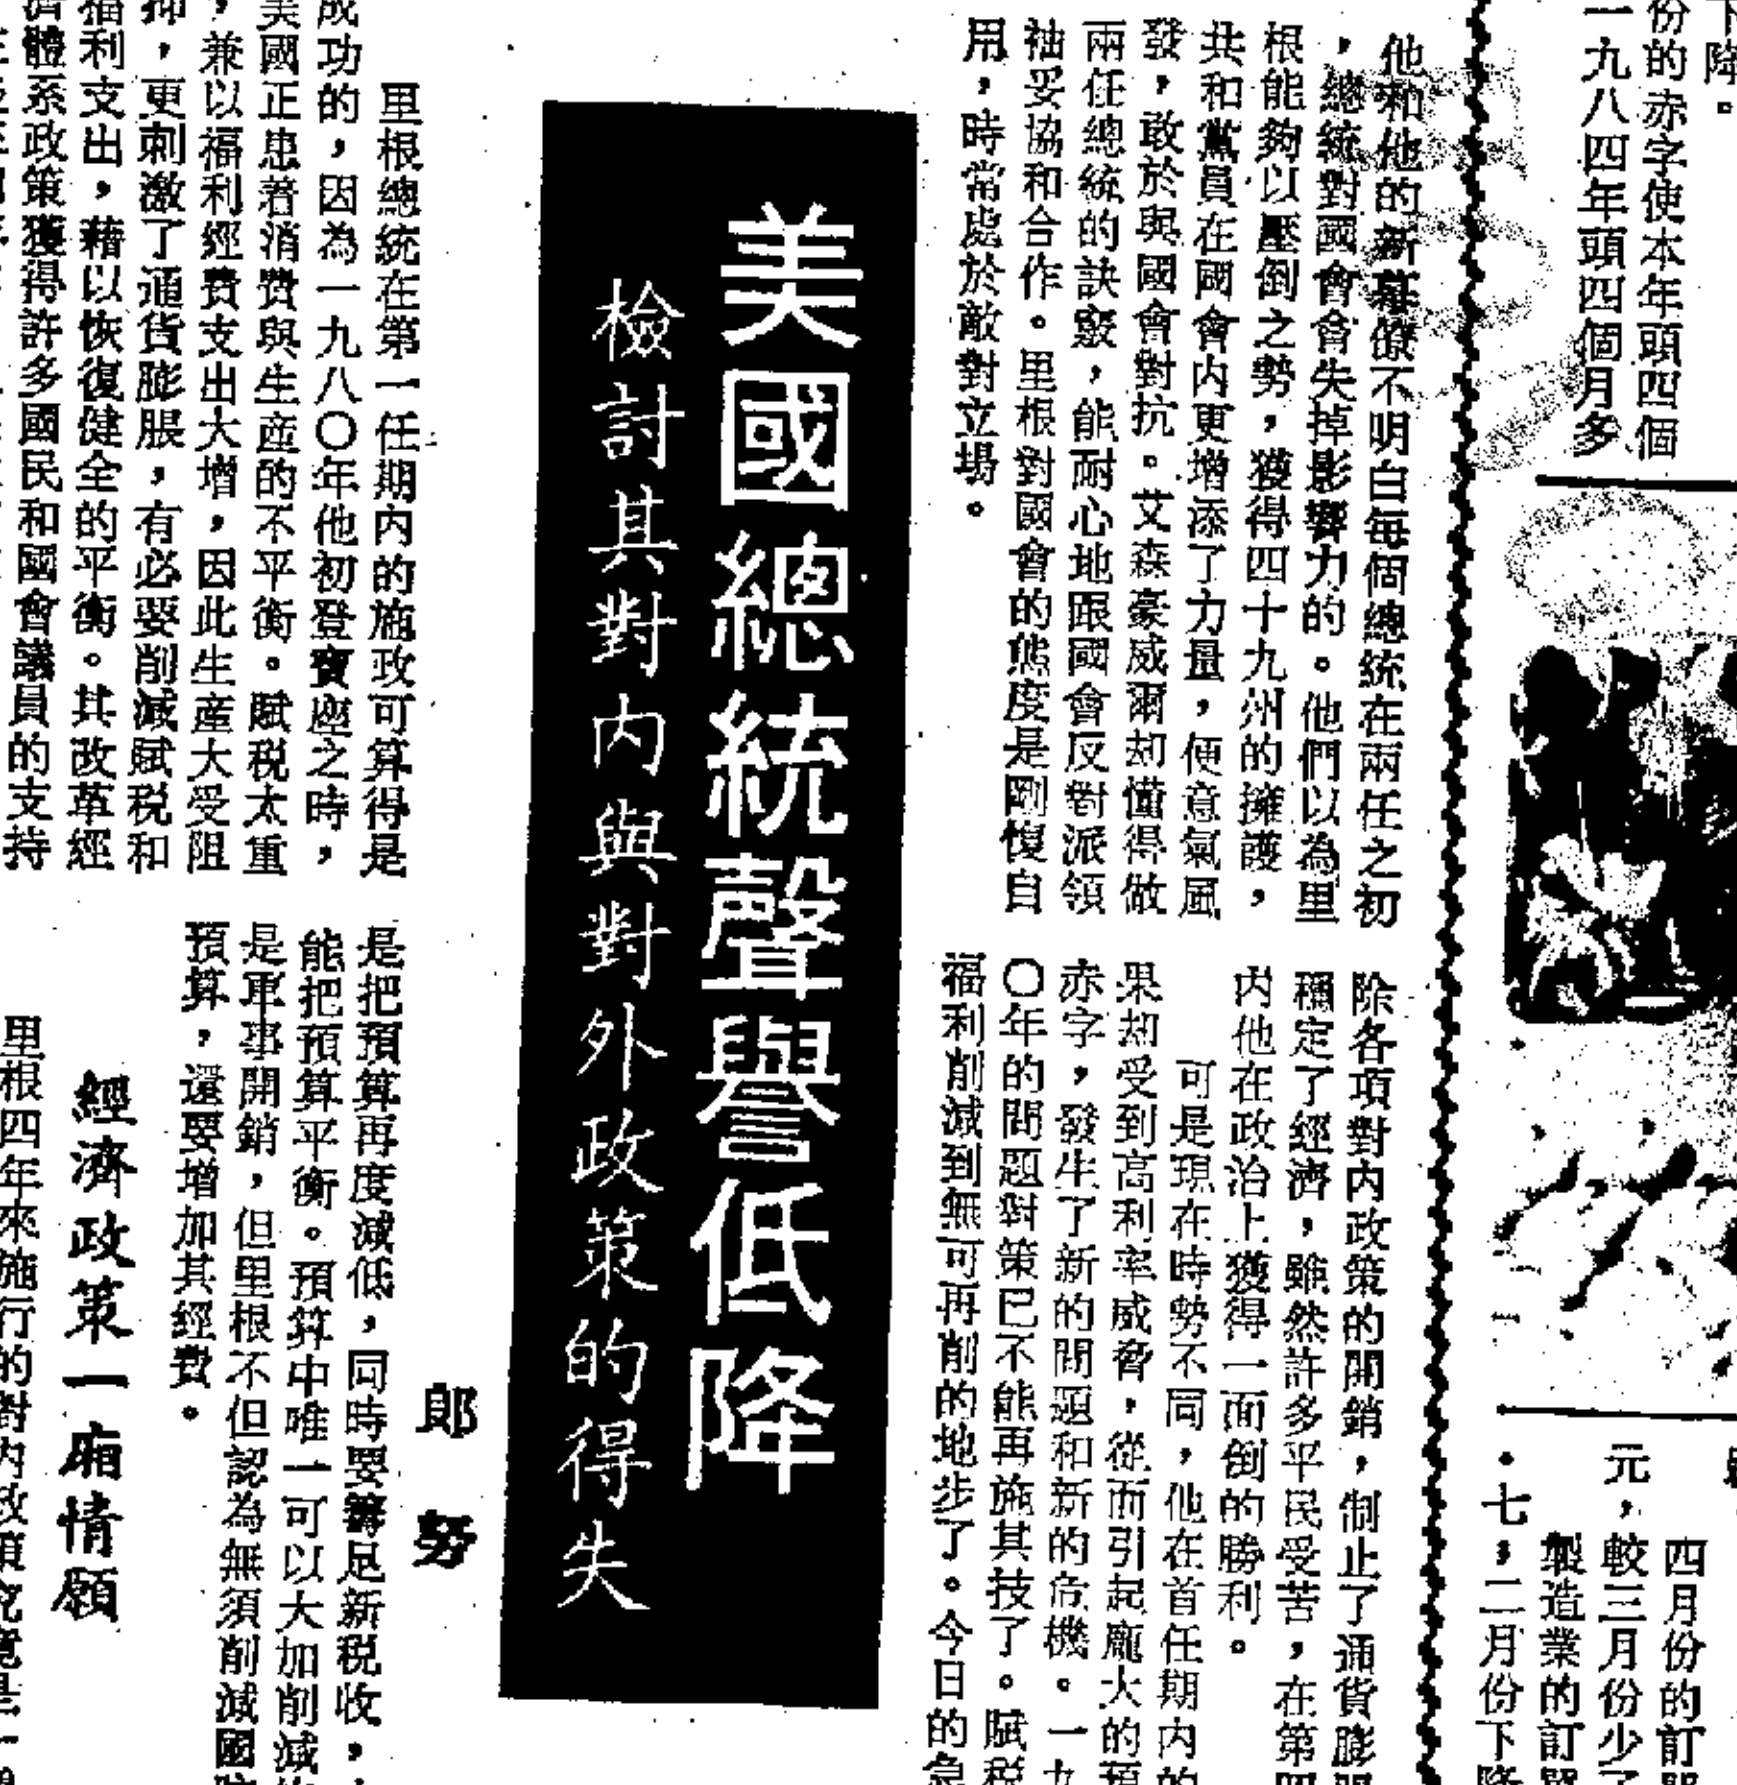 下降。
份的赤字使本年頭四個
一九八四年頭四個月多
四月份的訂
元，較三月份少了
製造業的訂單
・七，二月份下降
美國總統聲譽低降
檢討其對內與對外政策的得失
郎　努
里根總統在第一任期內的施政可算得是
成功的，因為一九八〇年他初登寶座之時，
美國正患着消費與生產的不平衡。賦稅太重
，兼以福利經費支出大增，因此生產大受阻
抑，更刺激了通貨膨脹，有必要削減賦稅和
福利支出，藉以恢復健全的平衡。其改革經
濟體系政策獲得許多國民和國會議員的支持
他和他的新幕僚不明白每個總統在兩任之初
，總統對國會會失掉影響力的。他們以為里
根能夠以壓倒之勢，獲得四十九州的擁護，
共和黨員在國會內更增添了力量，便意氣風
發，敢於與國會對抗。艾森豪威爾却懂得做
兩任總統的訣竅，能耐心地跟國會反對派領
袖妥協和合作。里根對國會的態度是剛愎自
用，時常處於敵對立場。
除各項對內政策的開銷，制止了通貨膨
穩定了經濟，雖然許多平民受苦，在第
內他在政治上獲得一面倒的勝利。
可是現在時勢不同，他在首任期內的
果却受到高利率威脅，從而引起龐大的預
赤字，發生了新的問題和新的危機。一九
〇年的問題對策已不能再施其技了。賦稅
福利削減到無可再削的地步了。今日的急
是把預算再度減低，同時要籌足新稅收，
能把預算平衡。預算中唯一可以大加削減
是軍事開銷，但里根不但認為無須削減國防
預算，還要增加其經費。
經濟政策一廂情願
里根四年來施行的對內政策究竟是一